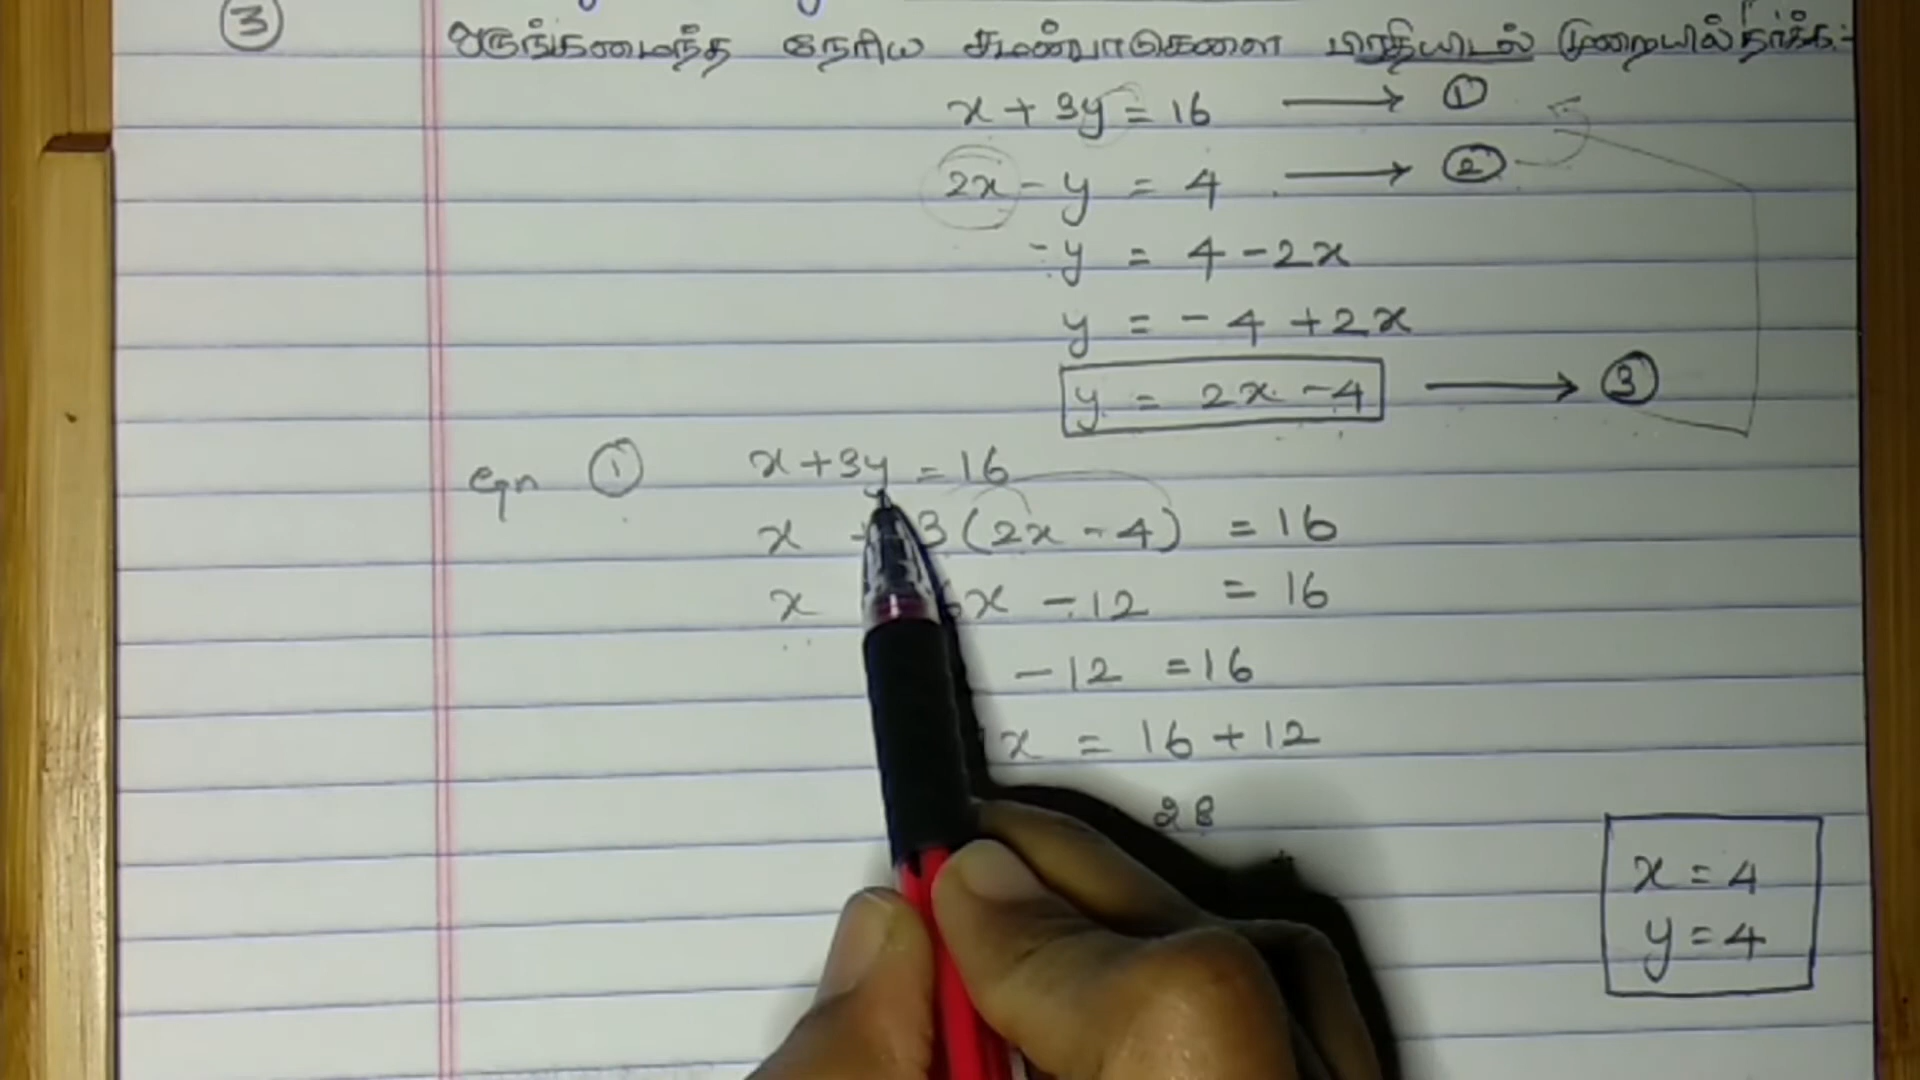 ③ ஒருங்கமைந்த நேரிய சமன்பாடுகளை பிரதியிடல் முறையில் தீர்க்க:-
x + 3y = 16 → ①
2x - y = 4 → ②
-y = 4 - 2x
y = - 4 + 2x
y = 2x - 4 → ③
eqn ① x + 3y = 16
x + 3 (2x - 4) = 16
x 6x - 12 = 16
- 12 = 16
x = 16 + 12
28
x = 4
y = 4